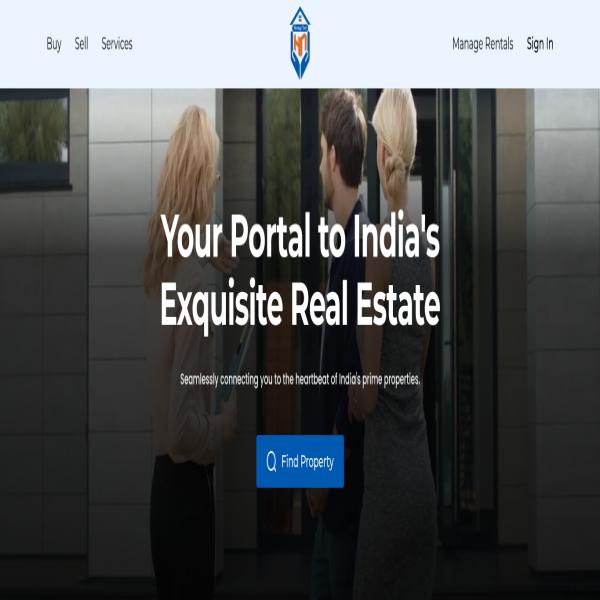 Buy Sell Services Manage Rentals Sign In
Your Portal to India's
Exquisite Real Estate
Seamlessly connecting you to the heartbeat of India's prime properties.
Find Property